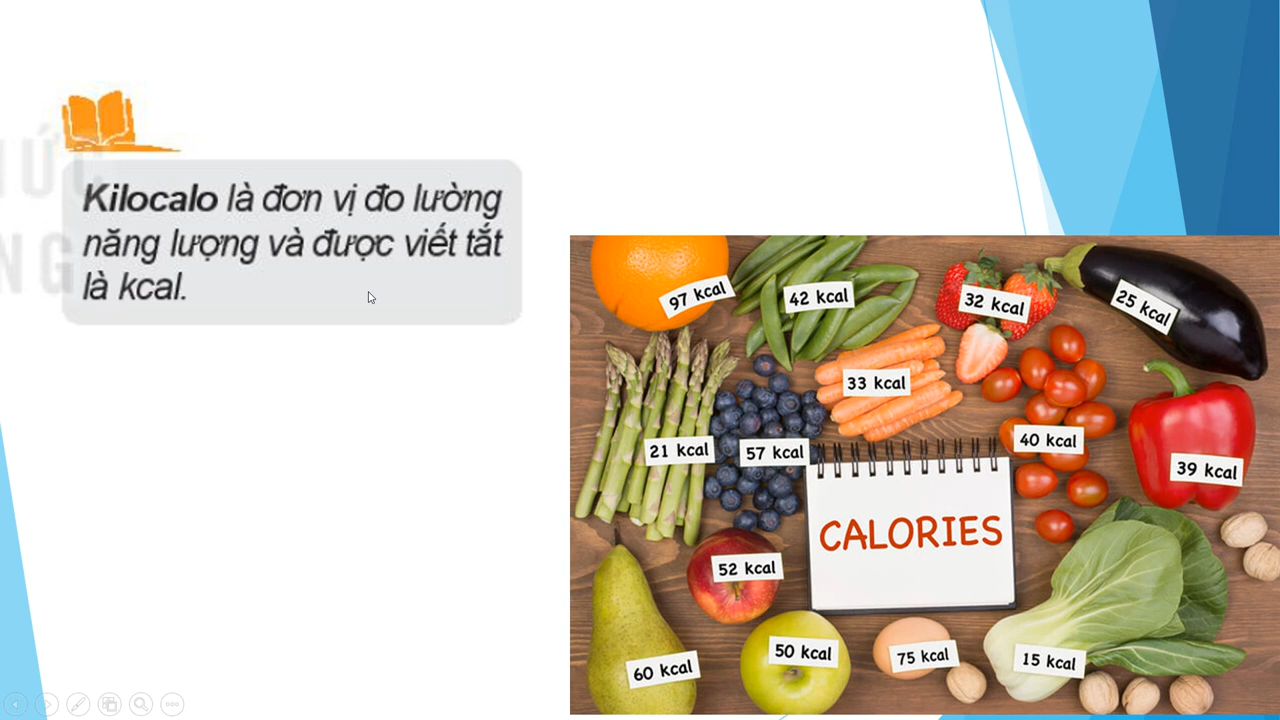 Kilocalo là đơn vị đo lường
năng lượng và được viết tắt
là kcal.
97 kcal
42 kcal
32 kcal
25 kcal
33 kcal
21 kcal
57 kcal
40 kcal
39 kcal
CALORIES
52 kcal
60 kcal
50 kcal
75 kcal
15 kcal